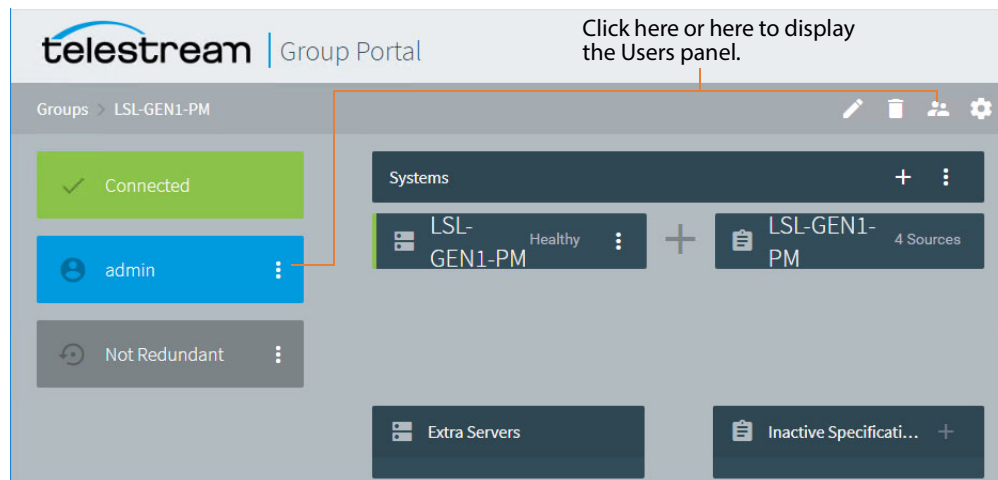 telestream | Group Portal
Click here or here to display
the Users panel.
Groups > LSL-GEN1-PM
Connected
admin
Not Redundant
Systems
LSL-
GEN1-PM
Healthy
LSL-GEN1-
PM
4 Sources
Extra Servers
Inactive Specificati...